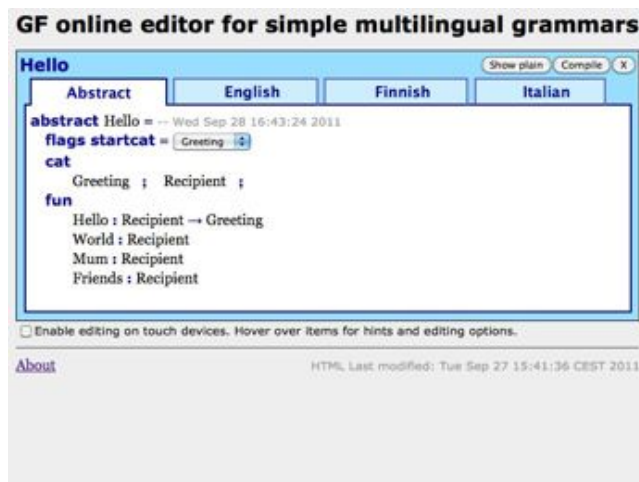 GF online editor for simple multilingual grammars
Hello Show plain Compile X
Abstract English Finnish Italian
abstract Hello = -- Wed Sep 28 16:43:24 2011
flags startcat = Greeting
cat
Greeting ; Recipient ;
fun
Hello : Recipient → Greeting
World : Recipient
Mum : Recipient
Friends : Recipient
Enable editing on touch devices. Hover over items for hints and editing options.
About HTML Last modified: Tue Sep 27 15:41:36 CEST 2011